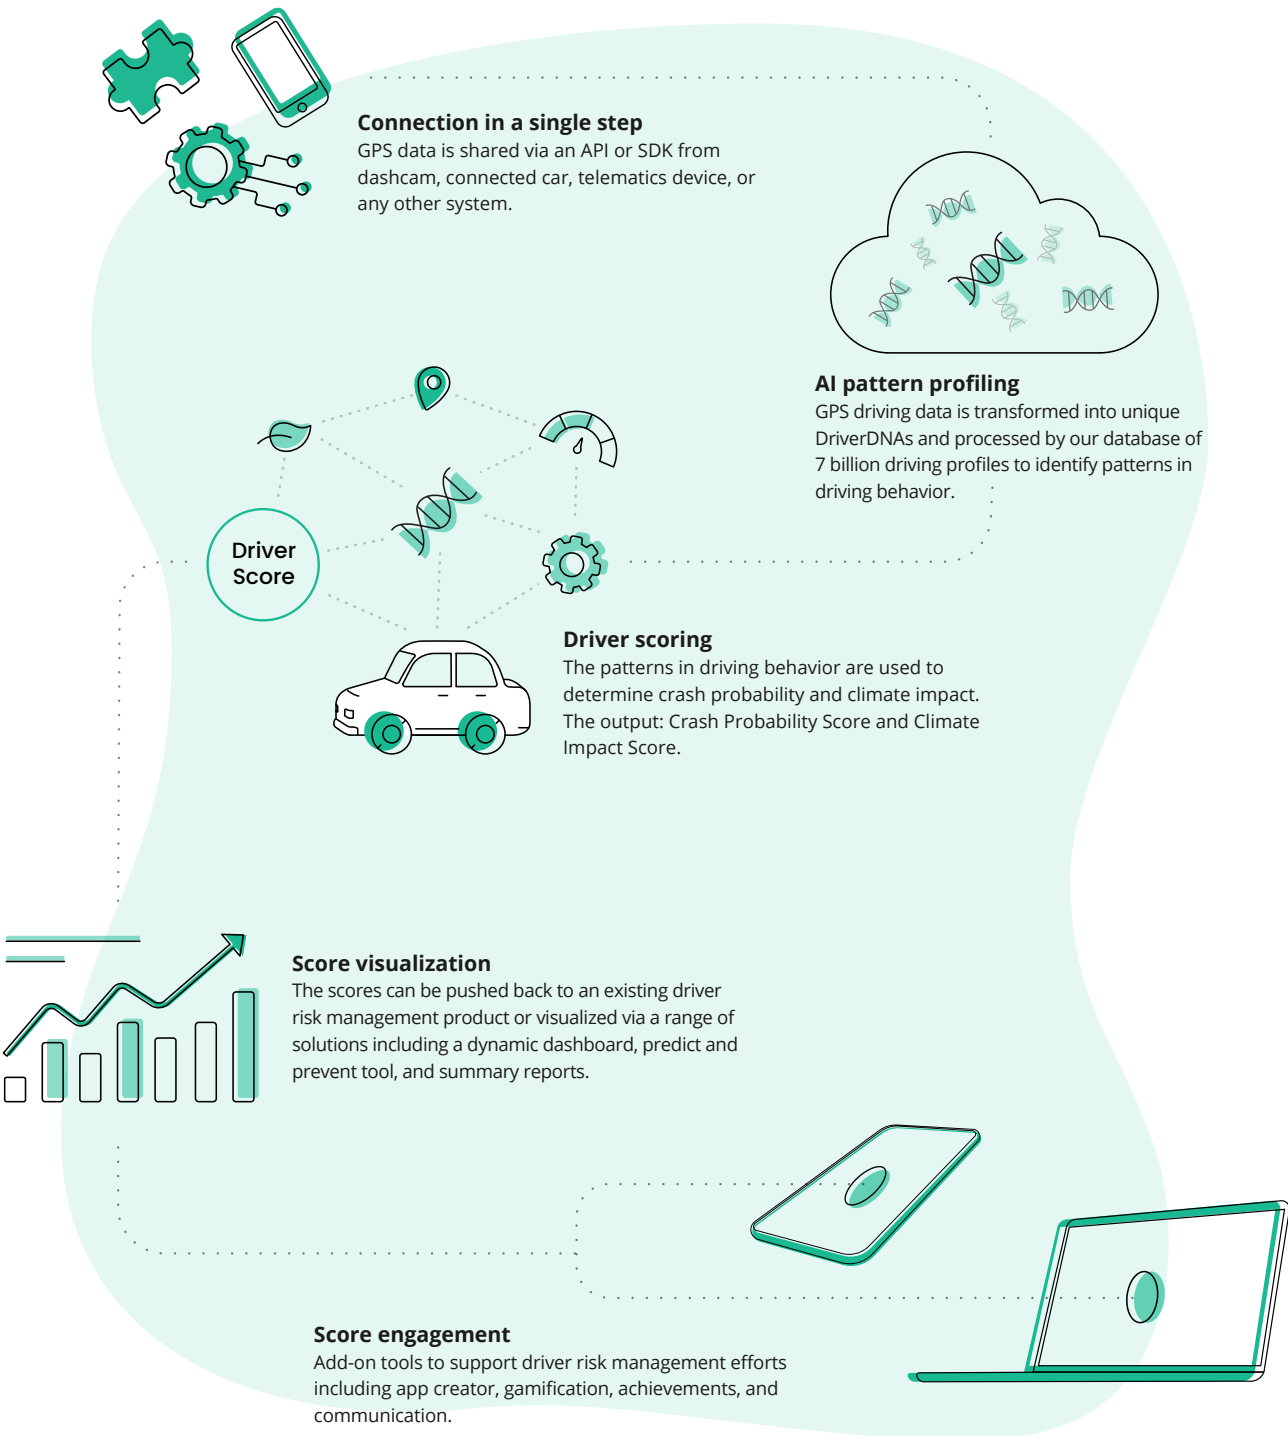 Connection in a single step
GPS data is shared via an API or SDK from
dashcam, connected car, telematics device, or
any other system.
AI pattern profiling
GPS driving data is transformed into unique
DriverDNAs and processed by our database of
7 billion driving profiles to identify patterns in
driving behavior.
Driver
Score
Driver scoring
The patterns in driving behavior are used to
determine crash probability and climate impact.
The output: Crash Probability Score and Climate
Impact Score.
Score visualization
The scores can be pushed back to an existing driver
risk management product or visualized via a range of
solutions including a dynamic dashboard, predict and
prevent tool, and summary reports.
Score engagement
Add-on tools to support driver risk management efforts
including app creator, gamification, achievements, and
communication.